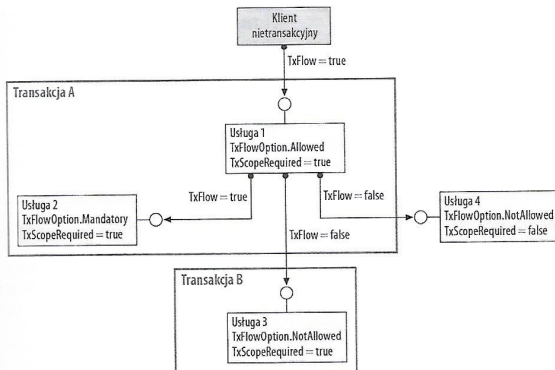 Klient
nietransakcyjny
TxFlow = true
Transakcja A
Usługa 1
TxFlowOption.Allowed
TxScopeRequired = true
TxFlow = true
TxFlow = false
Usługa 2
TxFlowOption.Mandatory
TxScopeRequired = true
Usługa 4
TxFlowOption.NotAllowed
TxScopeRequired = false
TxFlow = false
Transakcja B
Usługa 3
TxFlowOption.NotAllowed
TxScopeRequired = true